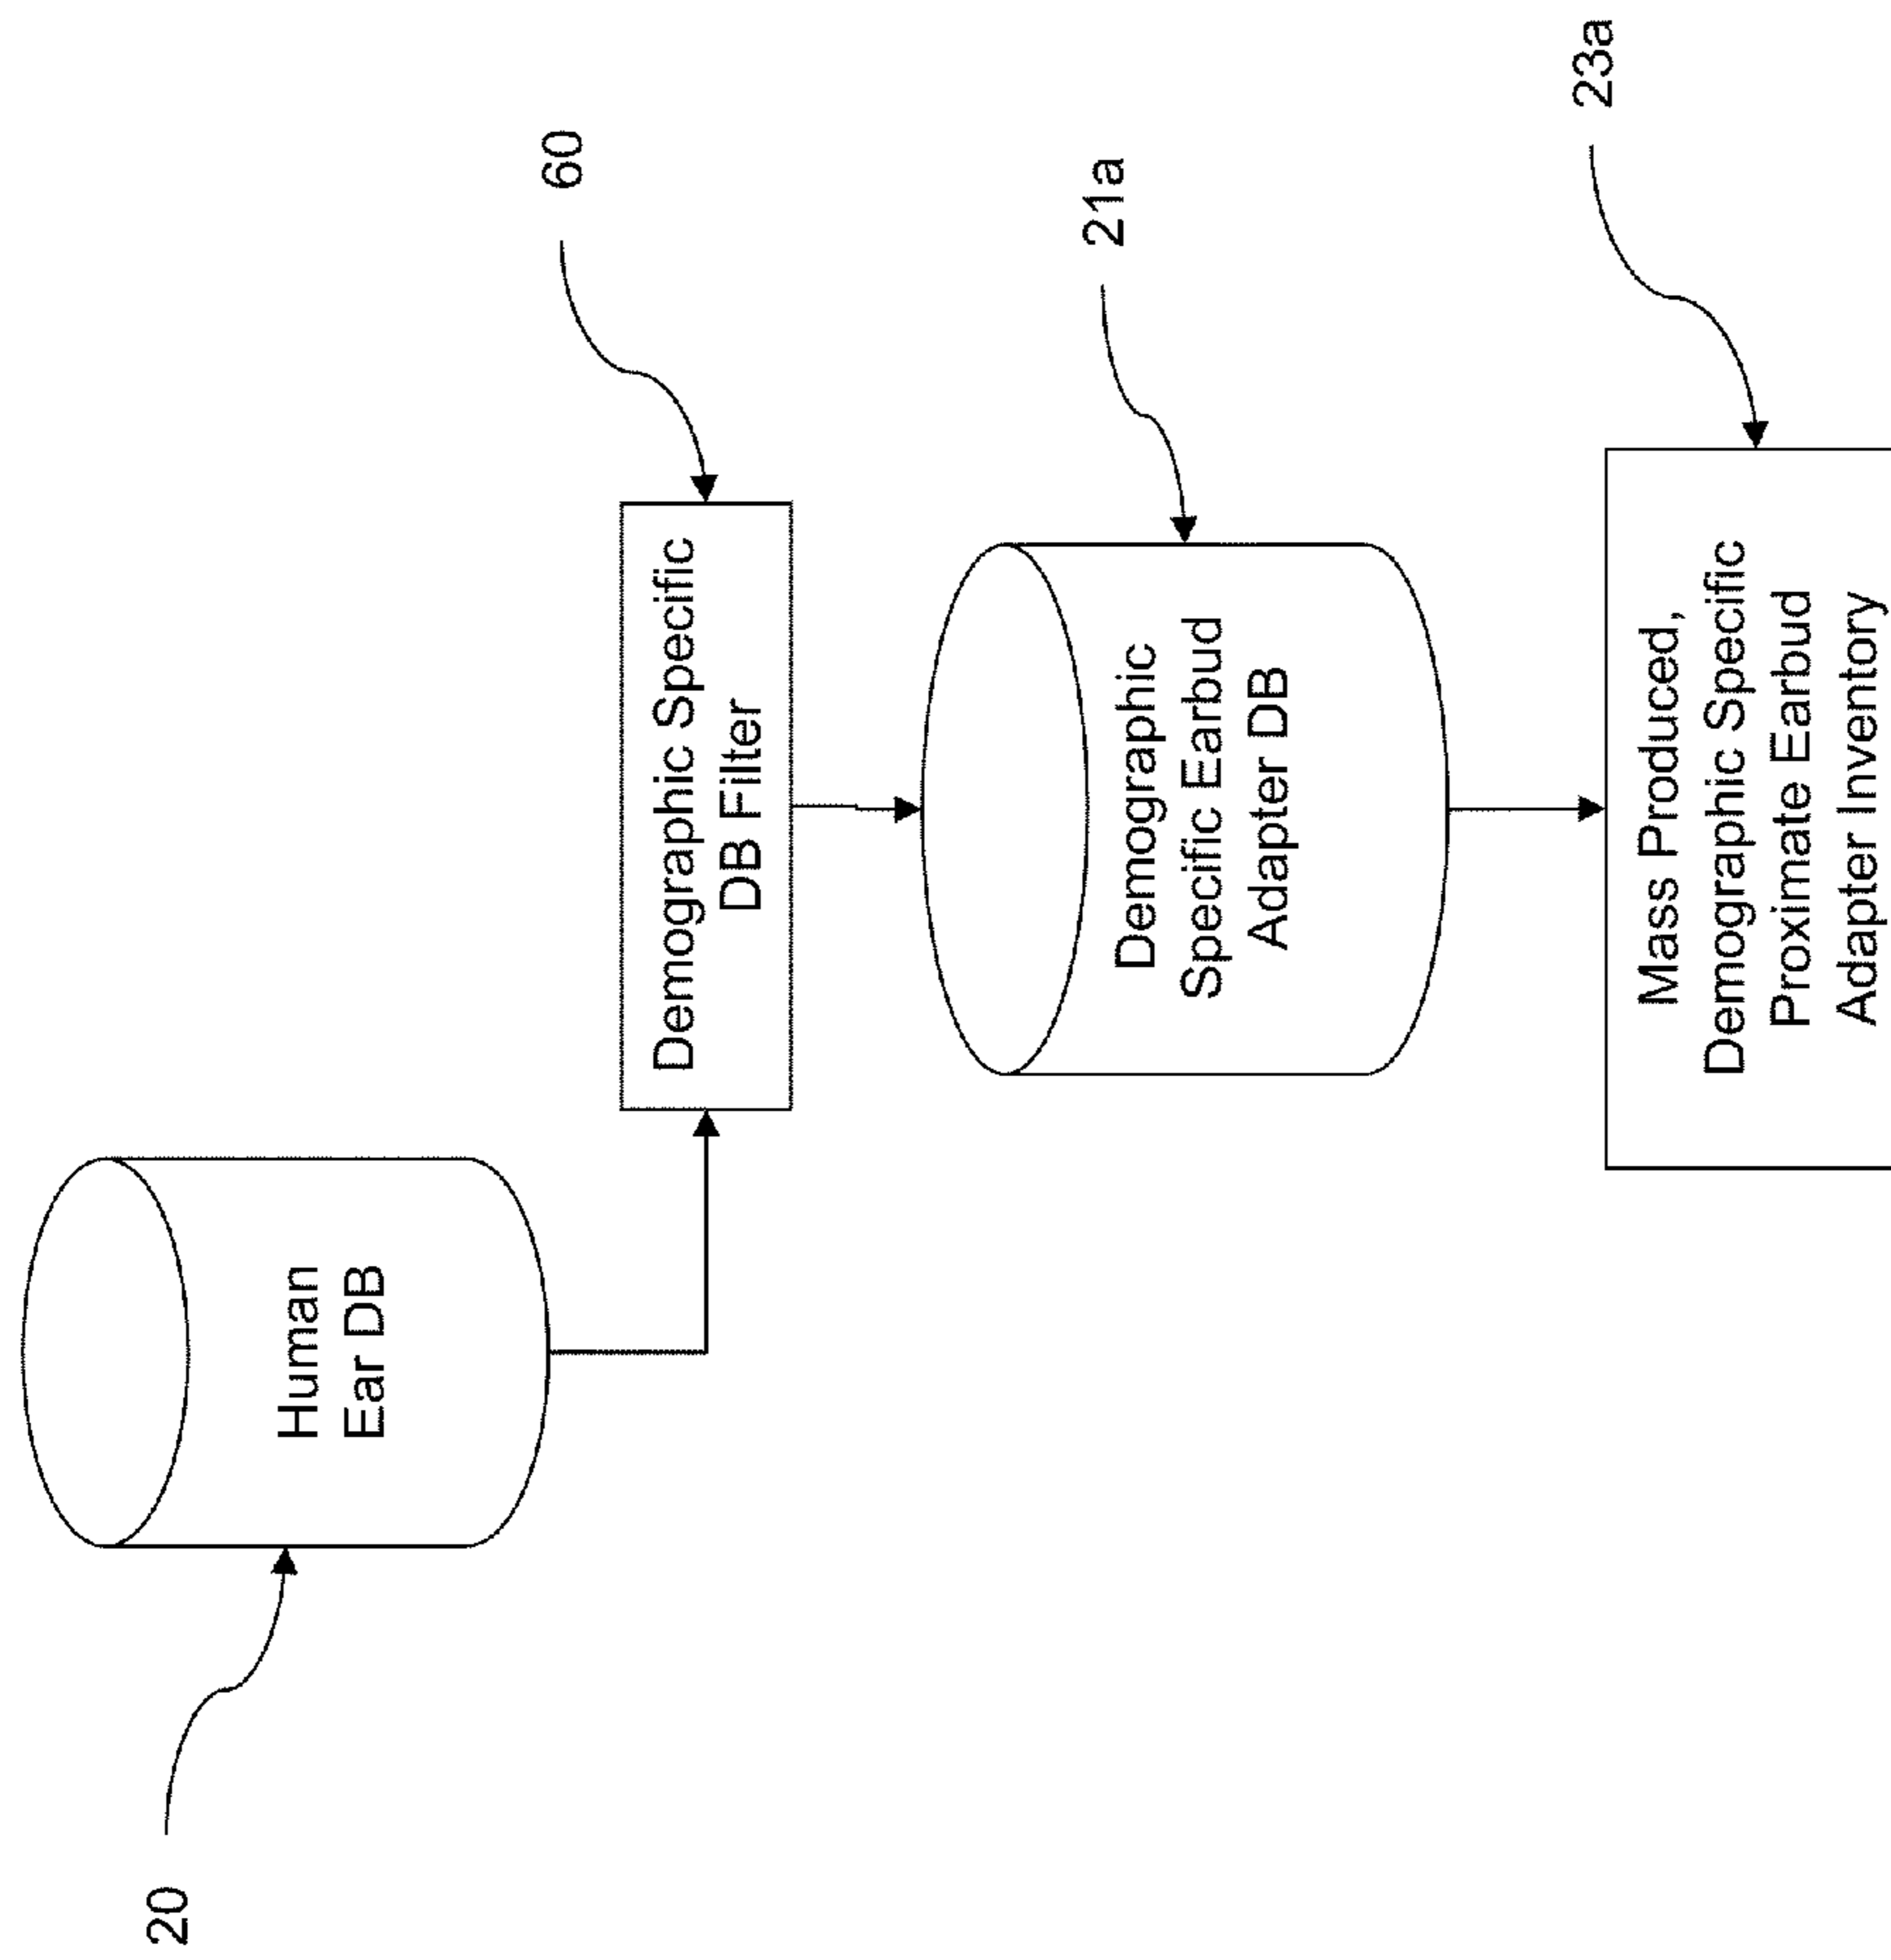 20
Human
Ear DB
60
Demographic Specific
DB Filter
21a
Demographic
Specific Earbud
Adapter DB
23a
Mass Produced,
Demographic Specific
Proximate Earbud
Adapter Inventory